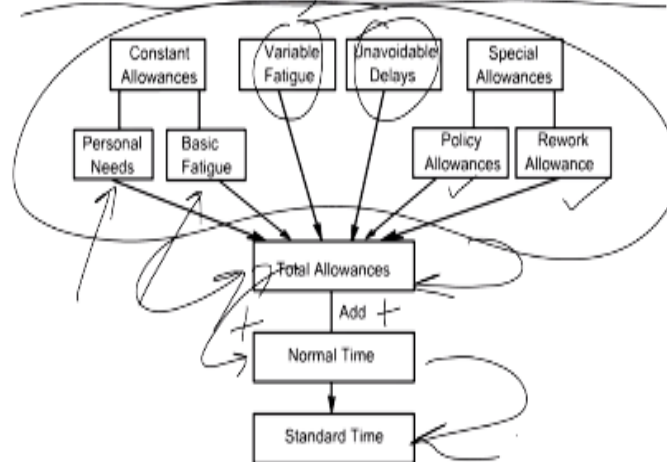 Constant
Allowances
Variable
Fatigue
Unavoidable
Delays
Special
Allowances
Personal
Needs
Basic
Fatigue
Policy
Allowances
Rework
Allowance
Total Allowances
Add +
+
Normal Time
Standard Time